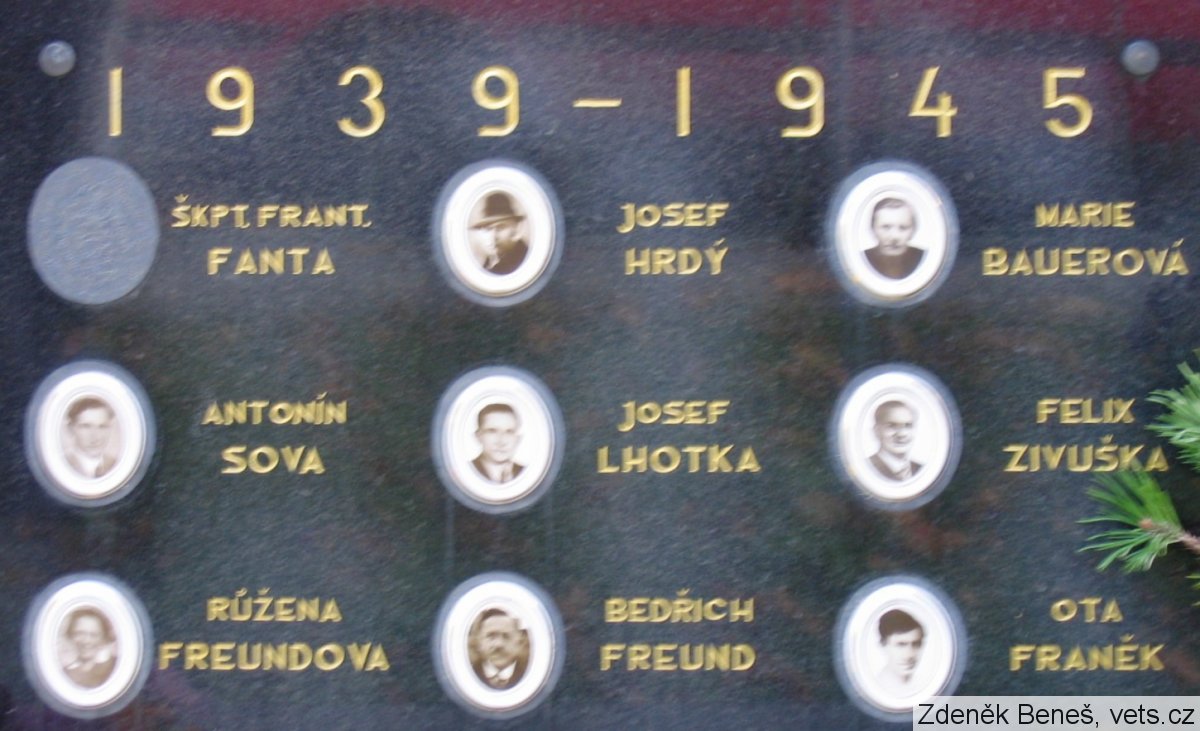 1939-1945
ŠKPT. FRANT.
FANTA
JOSEF
HRDÝ
MARIE
BAUEROVÁ
ANTONÍN
SOVA
JOSEF
LHOTKA
FELIX
ZIVUŠKA
RŮŽENA
FREUNDOVA
BEDŘICH
FREUND
OTA
FRANĚK
Zdeněk Beneš, vets.cz